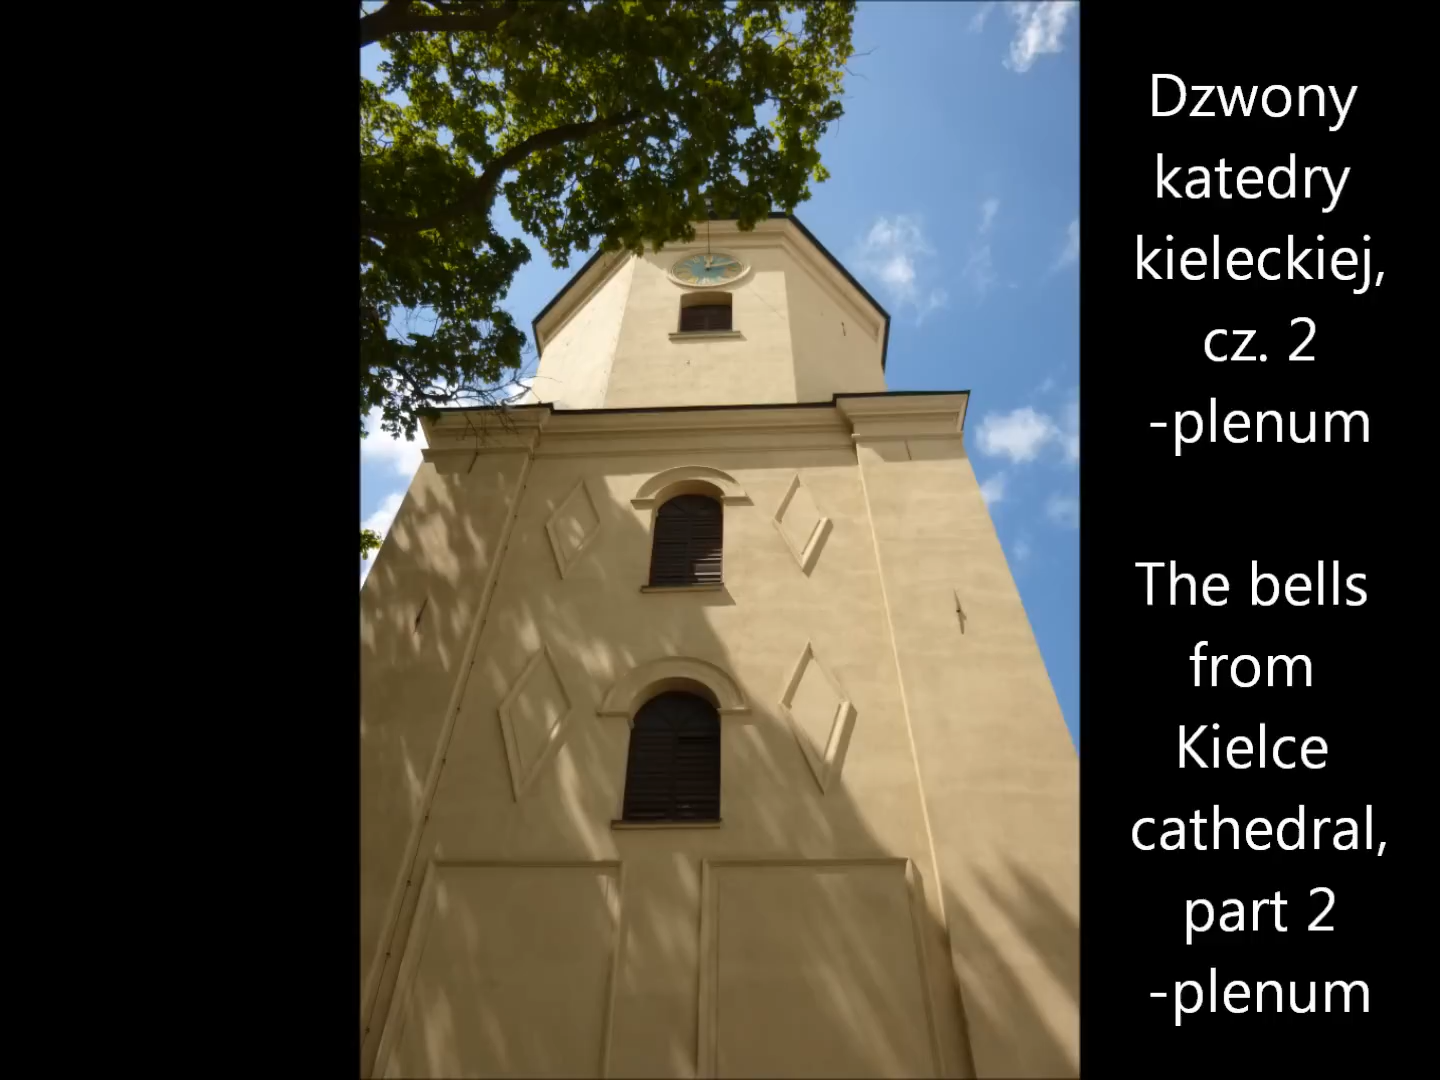 Dzwony
katedry
kieleckiej,
cz. 2
-plenum
The bells
from
Kielce
cathedral,
part 2
-plenum